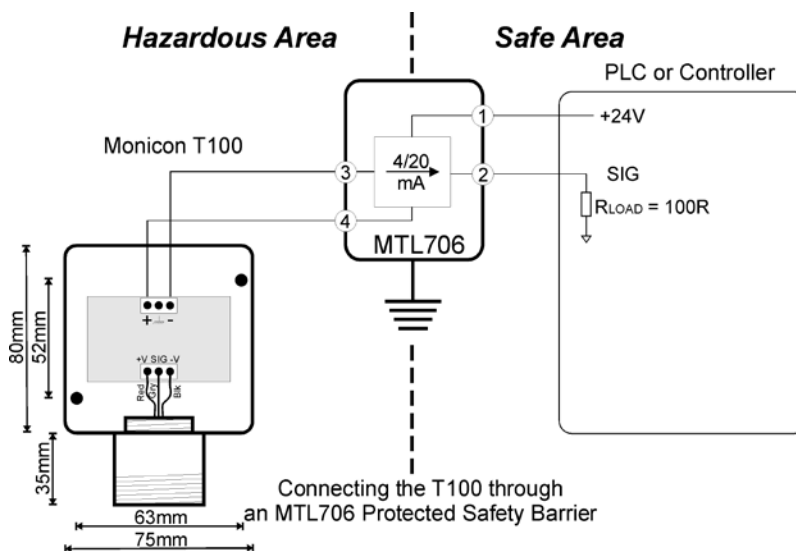 Hazardous Area
Safe Area
PLC or Controller
Monicon T100
1
+24V
3
4/20
mA
2
SIG
4
RLOAD = 100R
MTL706
80mm
52mm
+ -
+V SIG -V
Red
Gry
Blk
35mm
Connecting the T100 through
an MTL706 Protected Safety Barrier
63mm
75mm